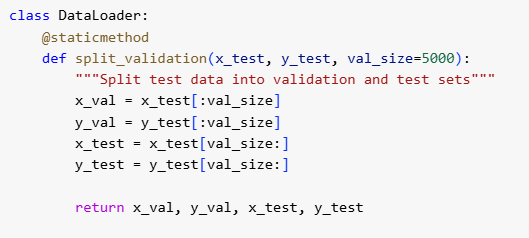 class DataLoader:
    @staticmethod
    def split_validation(x_test, y_test, val_size=5000):
        """Split test data into validation and test sets"""
        x_val = x_test[:val_size]
        y_val = y_test[:val_size]
        x_test = x_test[val_size:]
        y_test = y_test[val_size:]

        return x_val, y_val, x_test, y_test